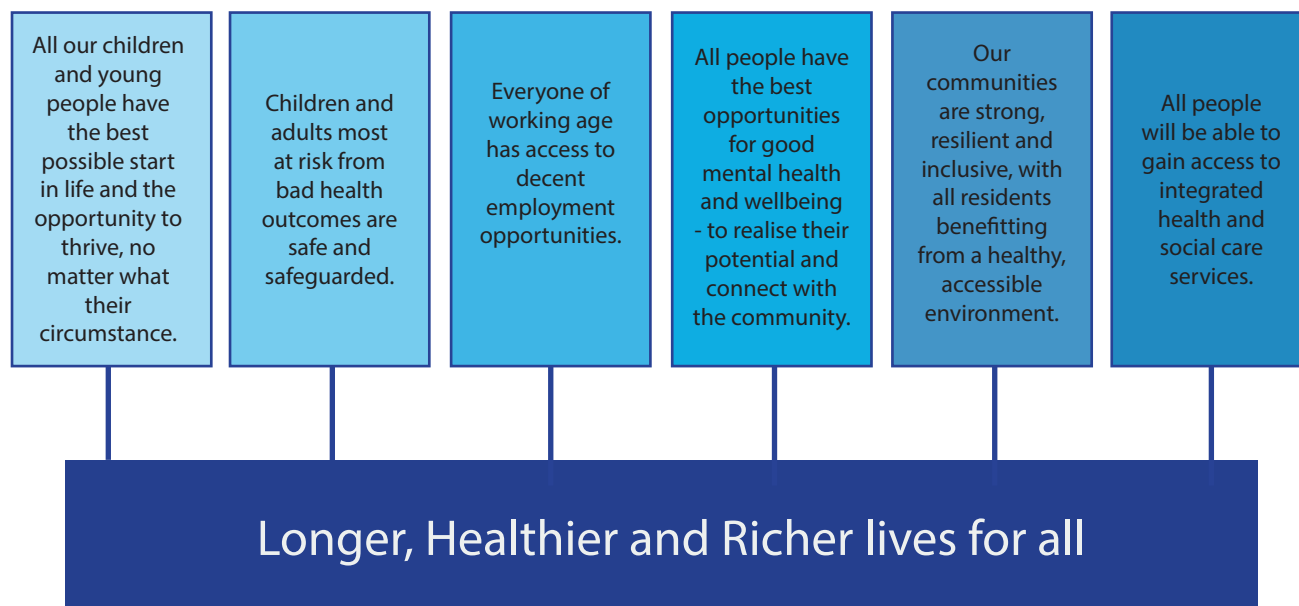 All our children
and young
people have
the best
possible start
in life and the
opportunity to
thrive, no
matter what
their
circumstance.
Children and
adults most
at risk from
bad health
outcomes are
safe and
safeguarded.
Everyone of
working age
has access to
decent
employment
opportunities.
All people have
the best
opportunities
for good
mental health
and wellbeing
- to realise their
potential and
connect with
the community.
Our
communities
are strong,
resilient and
inclusive, with
all residents
benefitting
from a healthy,
accessible
environment.
All people
will be able to
gain access to
integrated
health and
social care
services.
Longer, Healthier and Richer lives for all